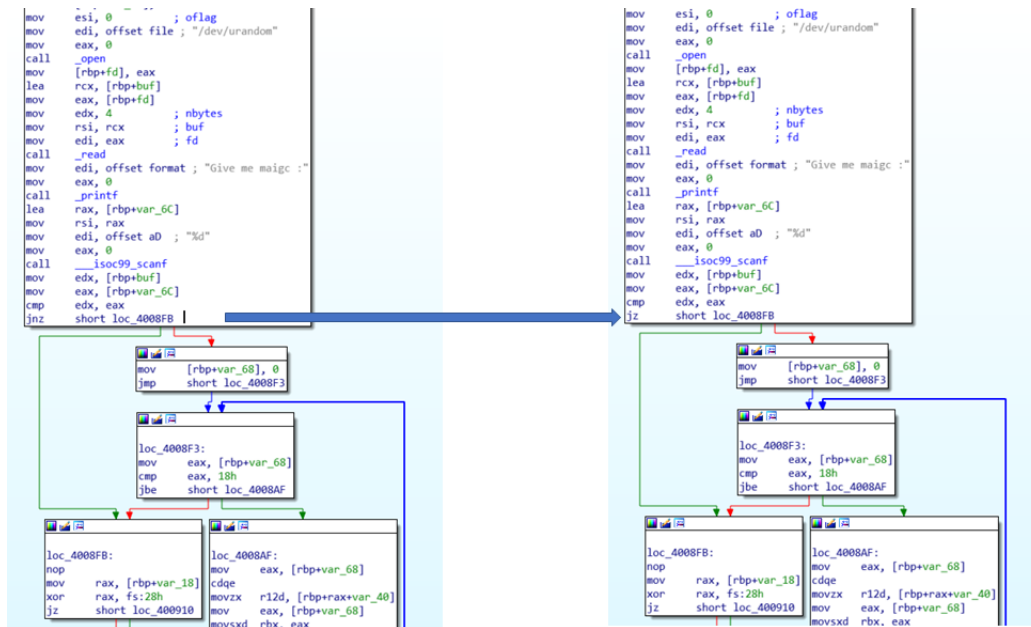 mov esi, 0 ; oflag
mov edi, offset file ; "/dev/urandom"
mov eax, 0
call _open
mov [rbp+fd], eax
lea rcx, [rbp+buf]
mov eax, [rbp+fd]
mov edx, 4 ; nbytes
mov rsi, rcx ; buf
mov edi, eax ; fd
call _read
mov edi, offset format ; "Give me maigc :"
mov eax, 0
call _printf
lea rax, [rbp+var_6C]
mov rsi, rax
mov edi, offset aD ; "%d"
mov eax, 0
call ___isoc99_scanf
mov edx, [rbp+buf]
mov eax, [rbp+var_6C]
cmp edx, eax
jnz short loc_4008FB
mov [rbp+var_68], 0
jmp short loc_4008F3
loc_4008F3:
mov eax, [rbp+var_68]
cmp eax, 18h
jbe short loc_4008AF
loc_4008FB:
nop
mov rax, [rbp+var_18]
xor rax, fs:28h
jz short loc_400910
loc_4008AF:
mov eax, [rbp+var_68]
cdqe
movzx r12d, [rbp+rax+var_40]
mov eax, [rbp+var_68]
movsxd rbx, eax
mov esi, 0 ; oflag
mov edi, offset file ; "/dev/urandom"
mov eax, 0
call _open
mov [rbp+fd], eax
lea rcx, [rbp+buf]
mov eax, [rbp+fd]
mov edx, 4 ; nbytes
mov rsi, rcx ; buf
mov edi, eax ; fd
call _read
mov edi, offset format ; "Give me maigc :"
mov eax, 0
call _printf
lea rax, [rbp+var_6C]
mov rsi, rax
mov edi, offset aD ; "%d"
mov eax, 0
call ___isoc99_scanf
mov edx, [rbp+buf]
mov eax, [rbp+var_6C]
cmp edx, eax
jz short loc_4008FB
mov [rbp+var_68], 0
jmp short loc_4008F3
loc_4008F3:
mov eax, [rbp+var_68]
cmp eax, 18h
jbe short loc_4008AF
loc_4008FB:
nop
mov rax, [rbp+var_18]
xor rax, fs:28h
jz short loc_400910
loc_4008AF:
mov eax, [rbp+var_68]
cdqe
movzx r12d, [rbp+rax+var_40]
mov eax, [rbp+var_68]
movsxd rbx, eax